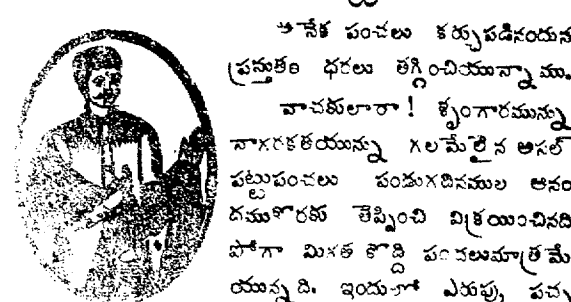 అనేక పంచలు కర్చుపడినందున
ప్రస్తుతం ధరలు తగ్గించియున్నాము.
వాచకులారా! శృంగారమున్ను
నాగరకతయున్ను గలమేలైన అసల్
పట్టుపంచలు పండుగదినముల ఆనం
దముకొరకు తెప్పించి విక్రయించినది
పోగా మిగత కొద్ది పంచలుమాత్రమే
యున్నది. ఇందులో ఎరుపు పచ్చ